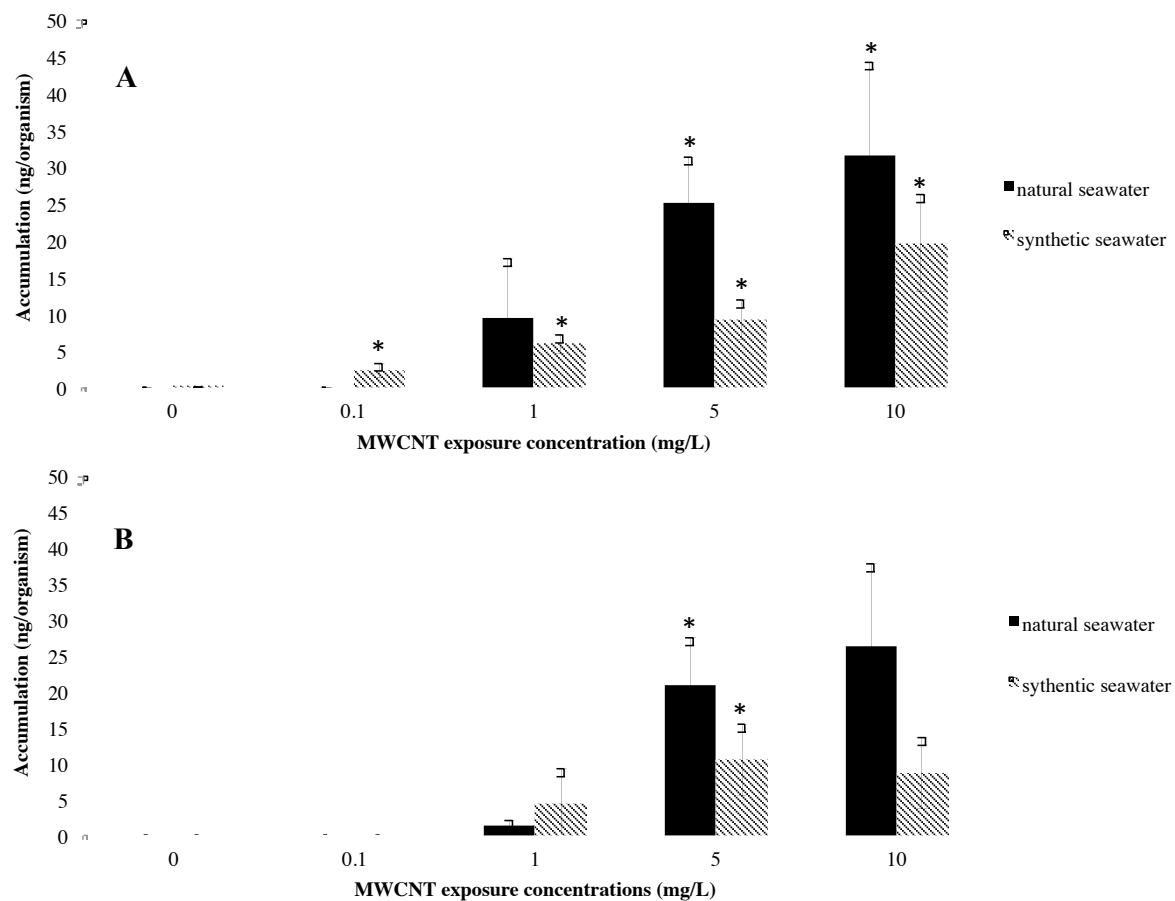 50
45
40
35
30
25
20
15
10
5
0
Accumulation (ng/organism)
A
*
*
*
*
*
*
natural seawater
synthetic seawater
0 0.1 1 5 10
MWCNT exposure concentration (mg/L)
50
45
40
35
30
25
20
15
10
5
0
Accumulation (ng/organism)
B
*
*
natural seawater
sythentic seawater
0 0.1 1 5 10
MWCNT exposure concentrations (mg/L)